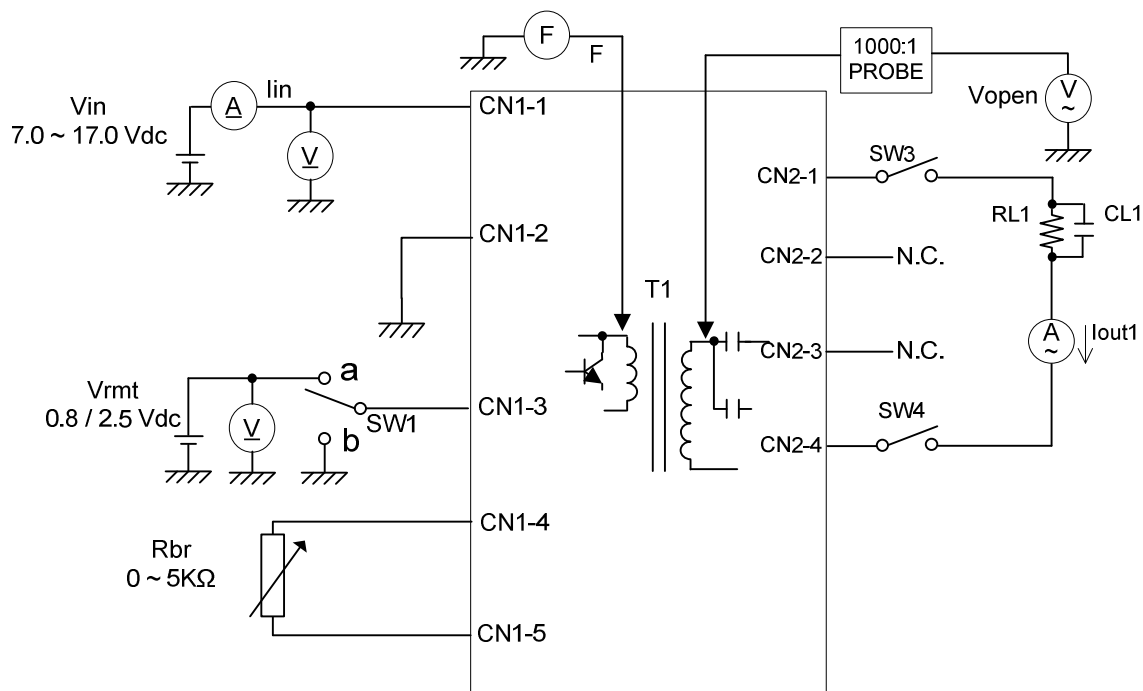 F
F
1000:1
PROBE
Vin
7.0 ~ 17.0 Vdc
A
Iin
V
CN1-1
Vopen
V
~
CN2-1
SW3
RL1
CL1
CN1-2
CN2-2
N.C.
T1
A
~
Iout1
CN2-3
N.C.
Vrmt
0.8 / 2.5 Vdc
V
a
b
SW1
CN1-3
SW4
CN2-4
CN1-4
Rbr
0 ~ 5KΩ
CN1-5